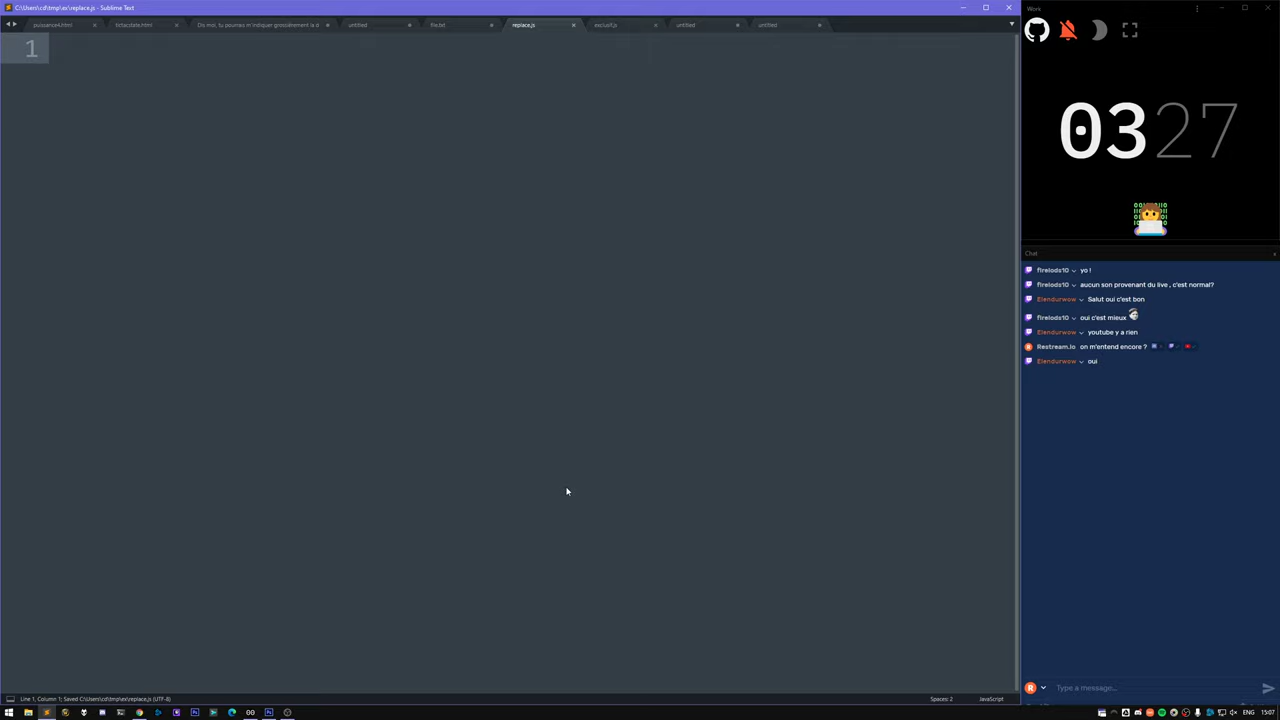 C:\Users\cd\tmp\ex\replace.js - Sublime Text
puissance4.html
tictacstate.html
Dis moi, tu pourrais m'indiquer grossièrement la d
untitled
file.txt
replace.js
exclusif.js
untitled
untitled
1
Line 1, Column 1; Saved C:\Users\cd\tmp\ex\replace.js (UTF-8)
Spaces: 2
JavaScript
Work
03 27
Chat
firelods10 yo !
firelods10 aucun son provenant du live , c'est normal?
Elendurwow Salut oui c'est bon
firelods10 oui c'est mieux
Elendurwow youtube y a rien
Restream.io on m'entend encore ?
Elendurwow oui
R
Type a message...
ENG
15:07